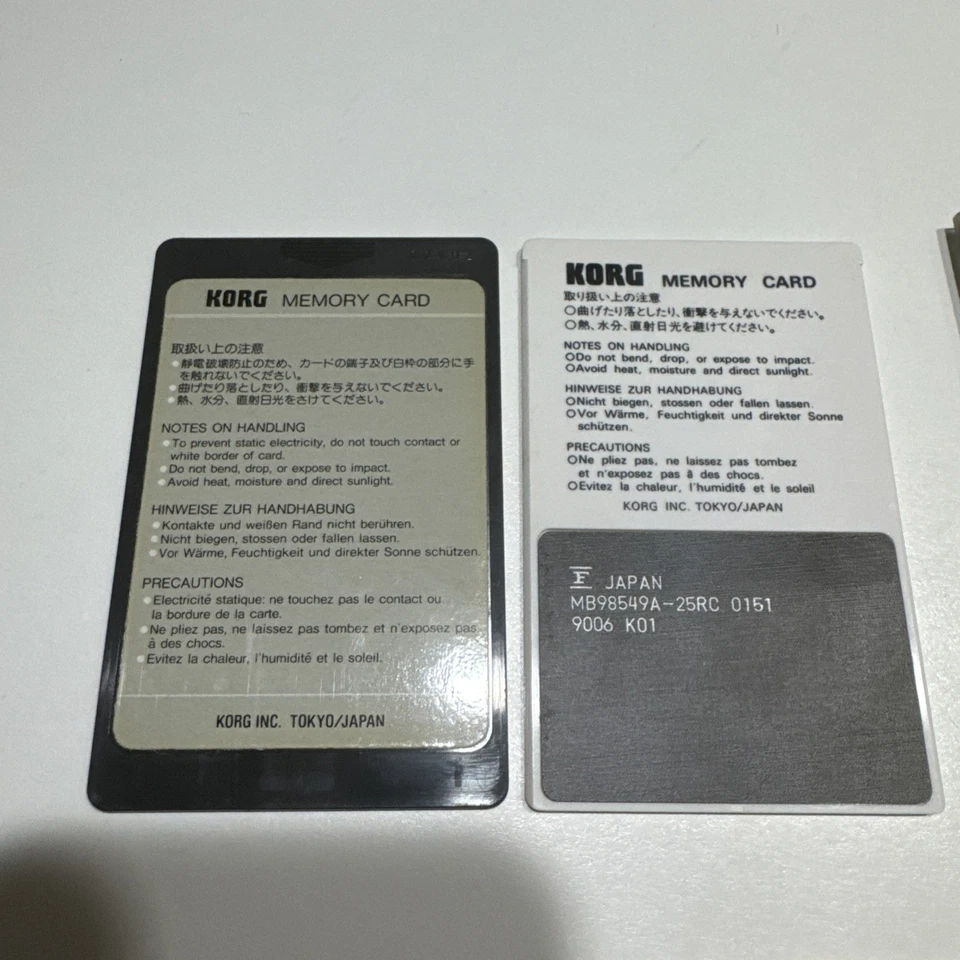 KORG MEMORY CARD
取扱い上の注意
●静電破壊防止のため、カードの端子及び白枠の部分に手
を触れないでください。
●曲げたり落としたり、衝撃を与えないでください。
●熱、水分、直射日光をさけてください。
NOTES ON HANDLING
●To prevent static electricity, do not touch contact or
white border of card.
●Do not bend, drop, or expose to impact.
●Avoid heat, moisture and direct sunlight.
HINWEISE ZUR HANDHABUNG
●Kontakte und weißen Rand nicht berühren.
●Nicht biegen, stossen oder fallen lassen.
●Vor Wärme, Feuchtigkeit und direkter Sonne schützen.
PRECAUTIONS
●Electricité statique: ne touchez pas le contact ou
la bordure de la carte.
●Ne pliez pas, ne laissez pas tombez et n'exposez pas
à des chocs.
●Evitez la chaleur, l'humidité et le soleil.
KORG INC. TOKYO/JAPAN
KORG MEMORY CARD
取り扱い上の注意
○曲げたり落としたり、衝撃を与えないでください。
○熱、水分、直射日光を避けてください。
NOTES ON HANDLING
○Do not bend, drop, or expose to impact.
○Avoid heat, moisture and direct sunlight.
HINWEISE ZUR HANDHABUNG
○Nicht biegen, stossen oder fallen lassen.
○Vor Wärme, Feuchtigkeit und direkter Sonne
schützen.
PRECAUTIONS
○Ne pliez pas, ne laissez pas tombez
et n'exposez pas à des chocs.
○Evitez la chaleur, l'humidité et le soleil
KORG INC. TOKYO/JAPAN
F JAPAN
MB98549A-25RC 0151
9006 K01